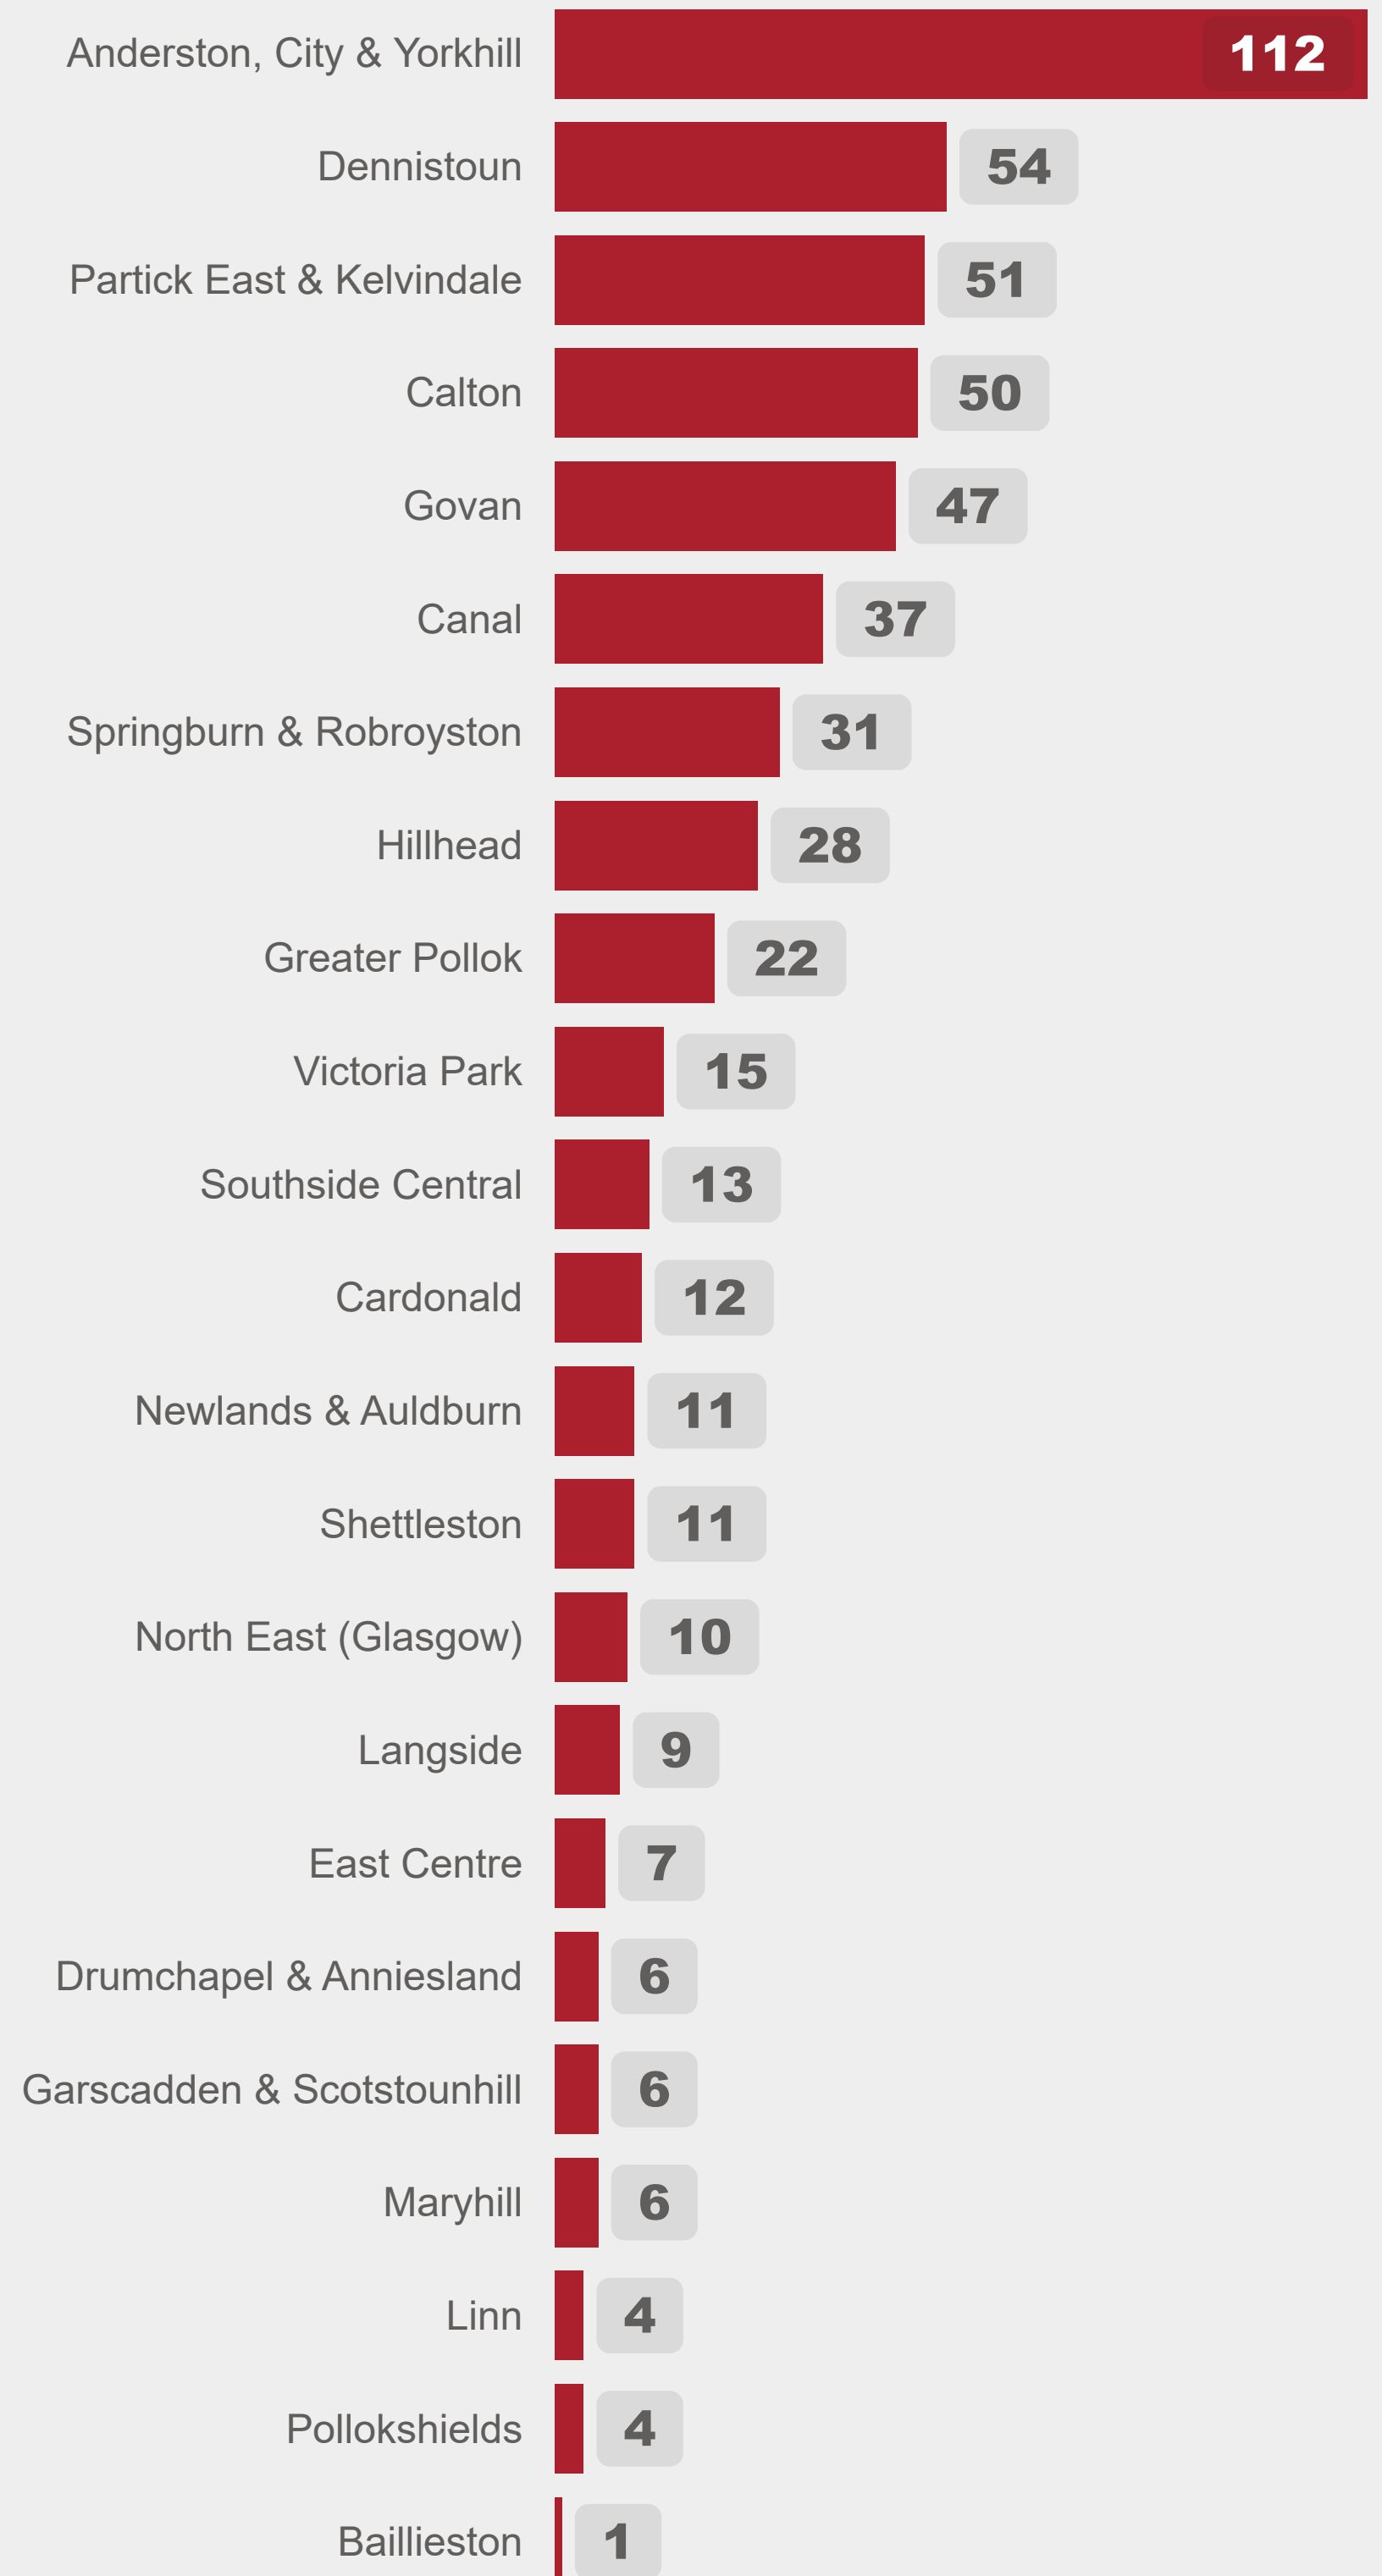 Anderston, City & Yorkhill 112
Dennistoun 54
Partick East & Kelvindale 51
Calton 50
Govan 47
Canal 37
Springburn & Robroyston 31
Hillhead 28
Greater Pollok 22
Victoria Park 15
Southside Central 13
Cardonald 12
Newlands & Auldburn 11
Shettleston 11
North East (Glasgow) 10
Langside 9
East Centre 7
Drumchapel & Anniesland 6
Garscadden & Scotstounhill 6
Maryhill 6
Linn 4
Pollokshields 4
Baillieston 1